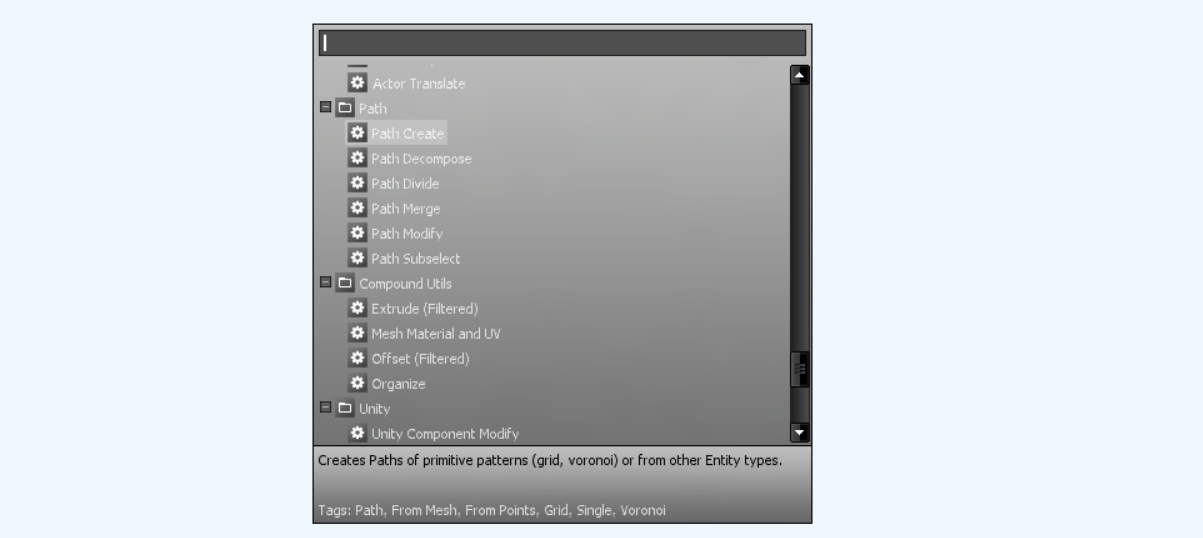 Actor Translate
Path
Path Create
Path Decompose
Path Divide
Path Merge
Path Modify
Path Subselect
Compound Utils
Extrude (Filtered)
Mesh Material and UV
Offset (Filtered)
Organize
Unity
Unity Component Modify
Creates Paths of primitive patterns (grid, voronoi) or from other Entity types.
Tags: Path, From Mesh, From Points, Grid, Single, Voronoi